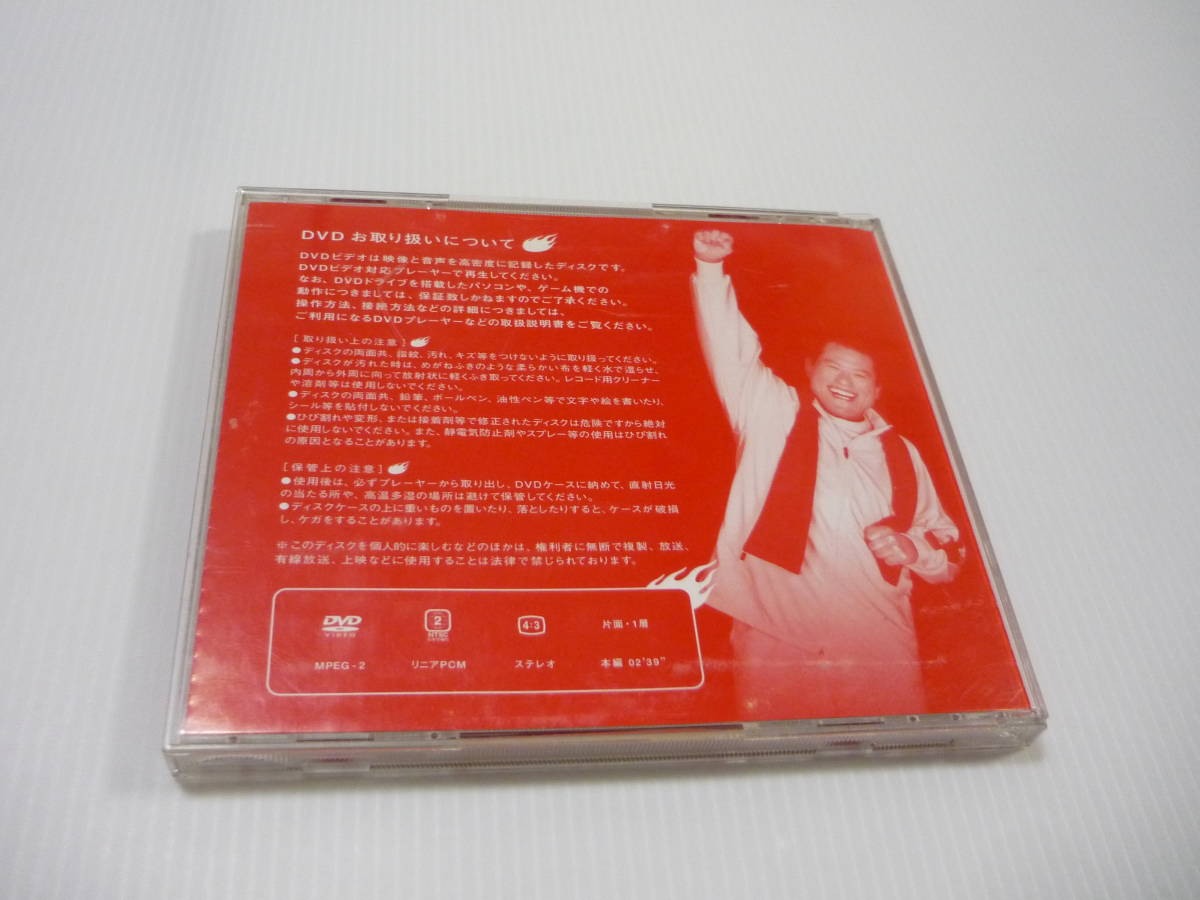 DVD お取り扱いについて
DVDビデオは映像と音声を高密度に記録したディスクです。
DVDビデオ対応プレーヤーで再生してください。
なお、DVDドライブを搭載したパソコンや、ゲーム機での
動作につきましては、保証致しかねますのでご了承ください。
操作方法、接続方法などの詳細につきましては、
ご利用になるDVDプレーヤーなどの取扱説明書をご覧ください。
[取り扱い上の注意]
●ディスクの両面共、指紋、汚れ、キズ等をつけないように取り扱ってください。
●ディスクが汚れた時は、めがねふきのような柔らかい布を軽く水で湿らせ、
内周から外周に向って放射状に軽くふき取ってください。レコード用クリーナー
や溶剤等は使用しないでください。
●ディスクの両面共、鉛筆、ボールペン、油性ペン等で文字や絵を書いたり、
シール等を貼付しないでください。
●ひび割れや変形、または接着剤等で修正されたディスクは危険ですから絶対
に使用しないでください。また、静電気防止剤やスプレー等の使用はひび割れ
の原因となることがあります。
[保管上の注意]
●使用後は、必ずプレーヤーから取り出し、DVDケースに納めて、直射日光
の当たる所や、高温多湿の場所は避けて保管してください。
●ディスクケースの上に重いものを置いたり、落としたりすると、ケースが破損
し、ケガをすることがあります。
※このディスクを個人的に楽しむなどのほかは、権利者に無断で複製、放送、
有線放送、上映などに使用することは法律で禁じられております。
DVD VIDEO 2 NTSC 4:3 片面・1層
MPEG-2 リニアPCM ステレオ 本編 02'39"